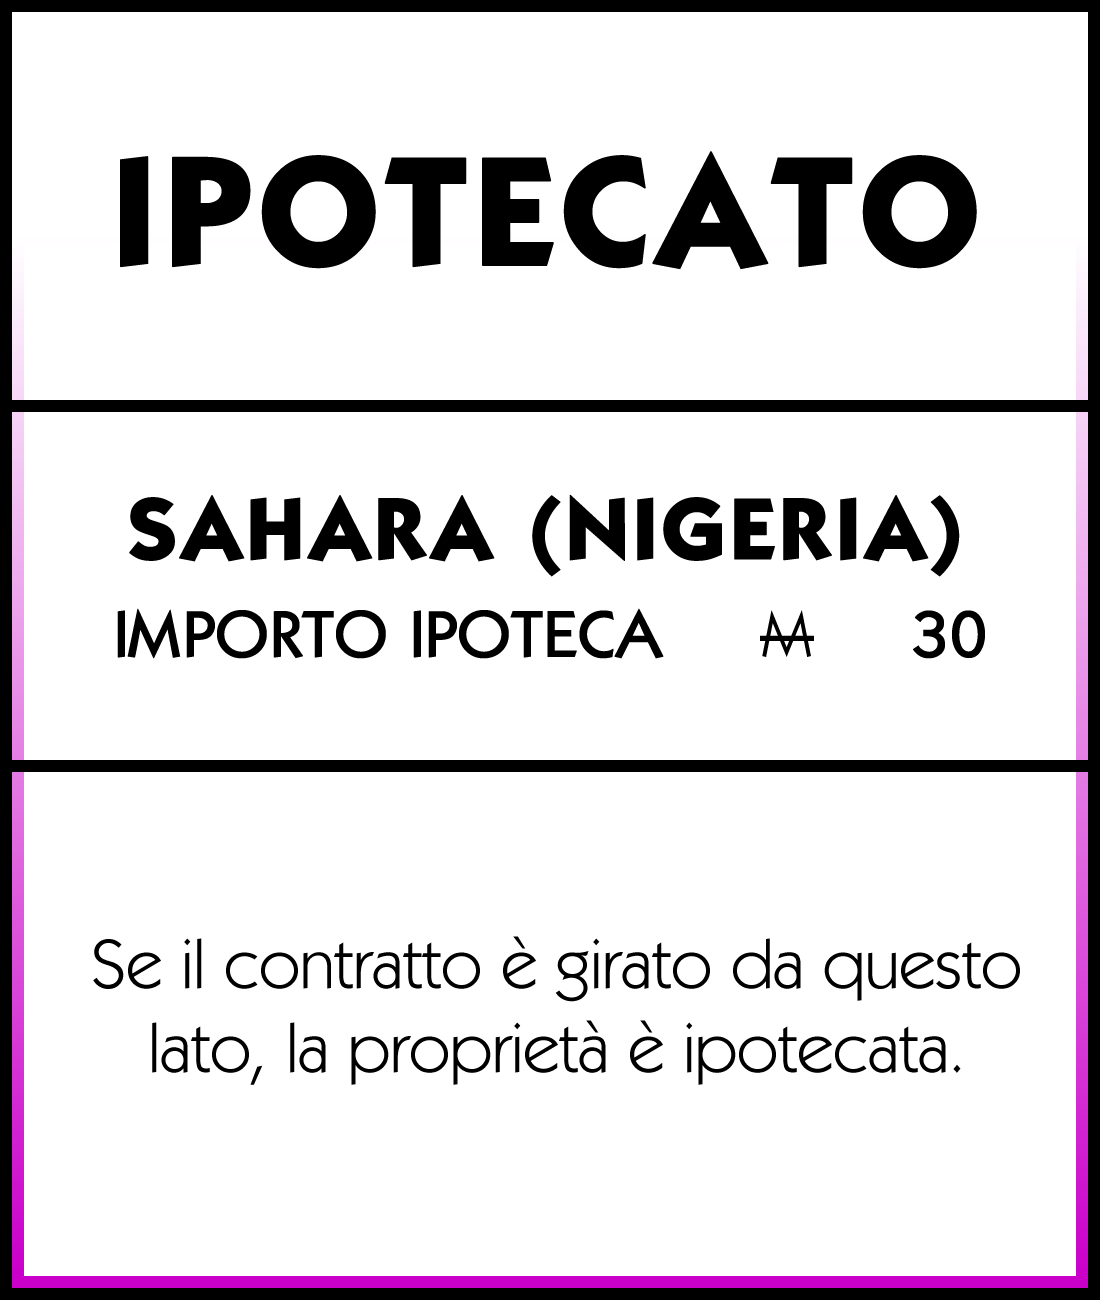 IPOTECATO
SAHARA (NIGERIA)
IMPORTO IPOTECA M 30
Se il contratto è girato da questo
lato, la proprietà è ipotecata.